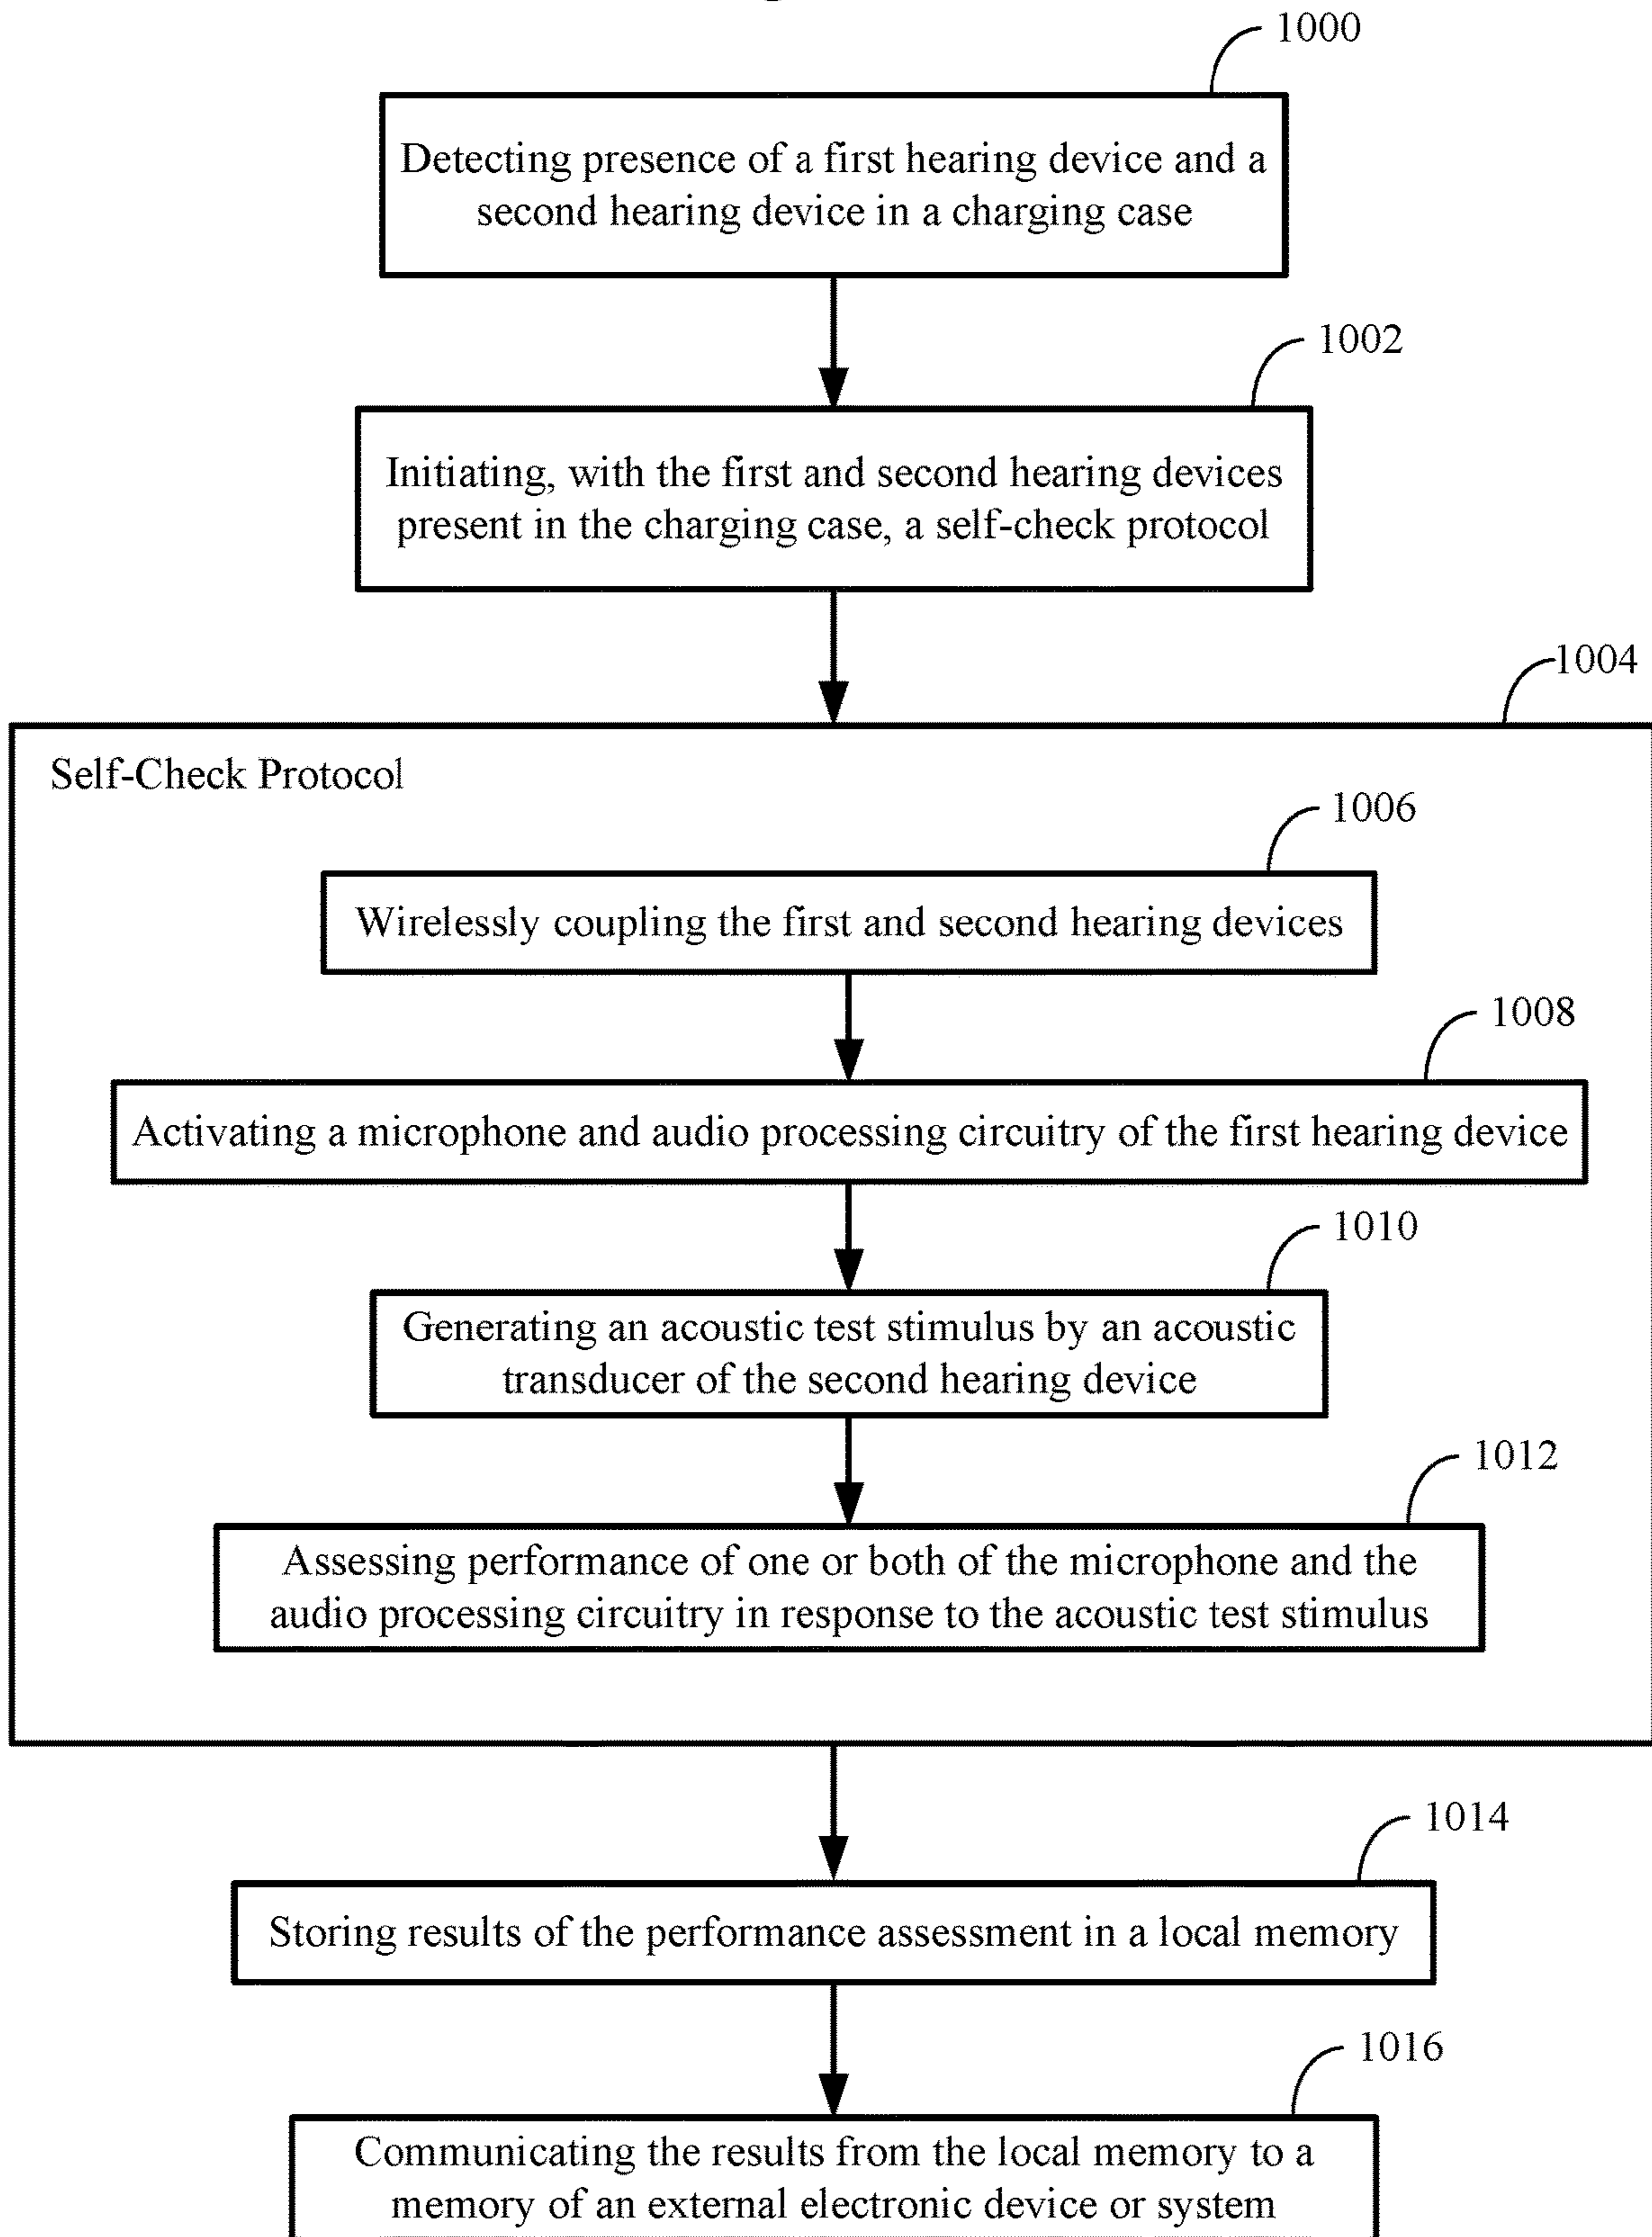 1000
Detecting presence of a first hearing device and a
second hearing device in a charging case
1002
Initiating, with the first and second hearing devices
present in the charging case, a self-check protocol
1004
Self-Check Protocol
1006
Wirelessly coupling the first and second hearing devices
1008
Activating a microphone and audio processing circuitry of the first hearing device
1010
Generating an acoustic test stimulus by an acoustic
transducer of the second hearing device
1012
Assessing performance of one or both of the microphone and the
audio processing circuitry in response to the acoustic test stimulus
1014
Storing results of the performance assessment in a local memory
1016
Communicating the results from the local memory to a
memory of an external electronic device or system